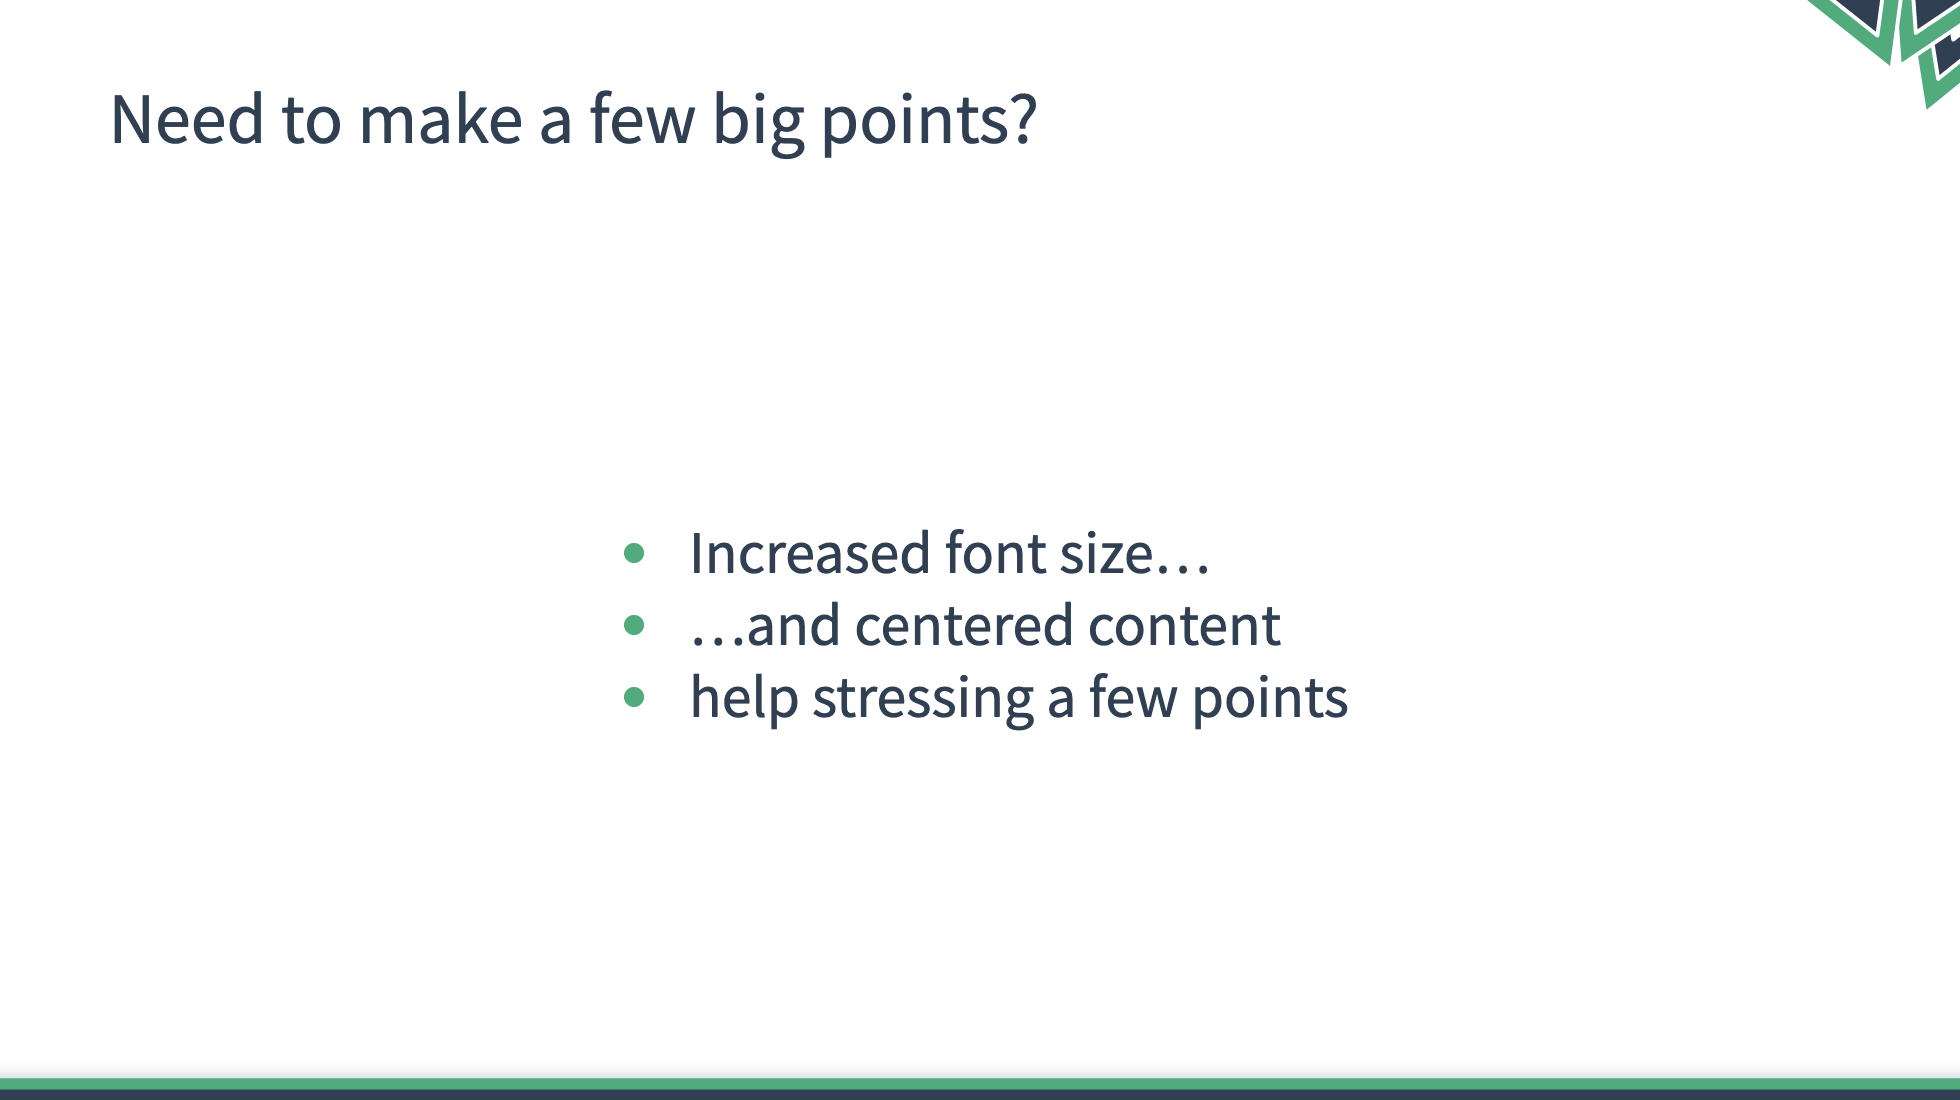 Need to make a few big points?
• Increased font size…
• …and centered content
• help stressing a few points